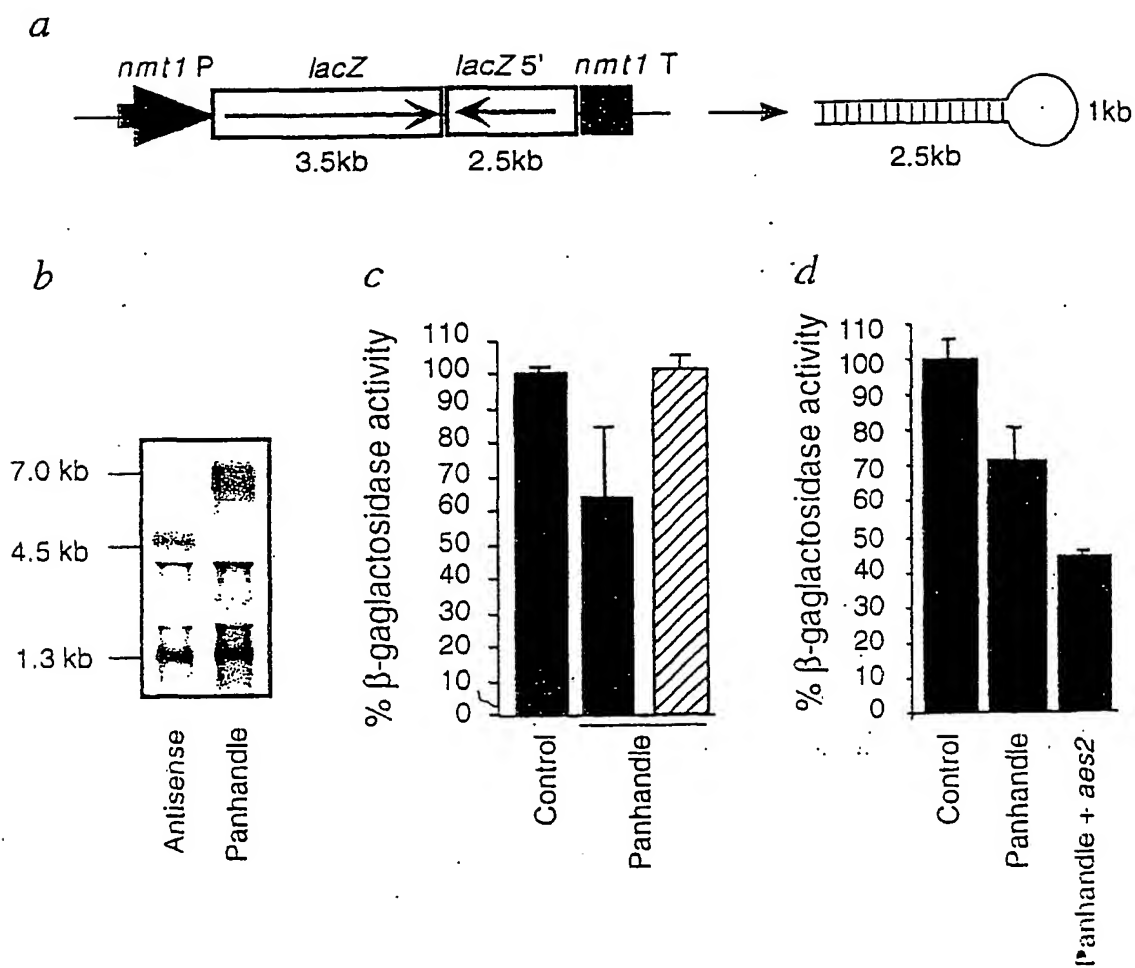 a
nmt1 P lacZ lacZ 5' nmt1 T
3.5kb 2.5kb
2.5kb
1kb
b
7.0 kb
4.5 kb
1.3 kb
Antisense
Panhandle
c
% β-gaglactosidase activity
110
100
90
80
70
60
50
40
30
20
10
0
Control
Panhandle
d
% β-gaglactosidase activity
110
100
90
80
70
60
50
40
30
20
10
0
Control
Panhandle
Panhandle + aes2